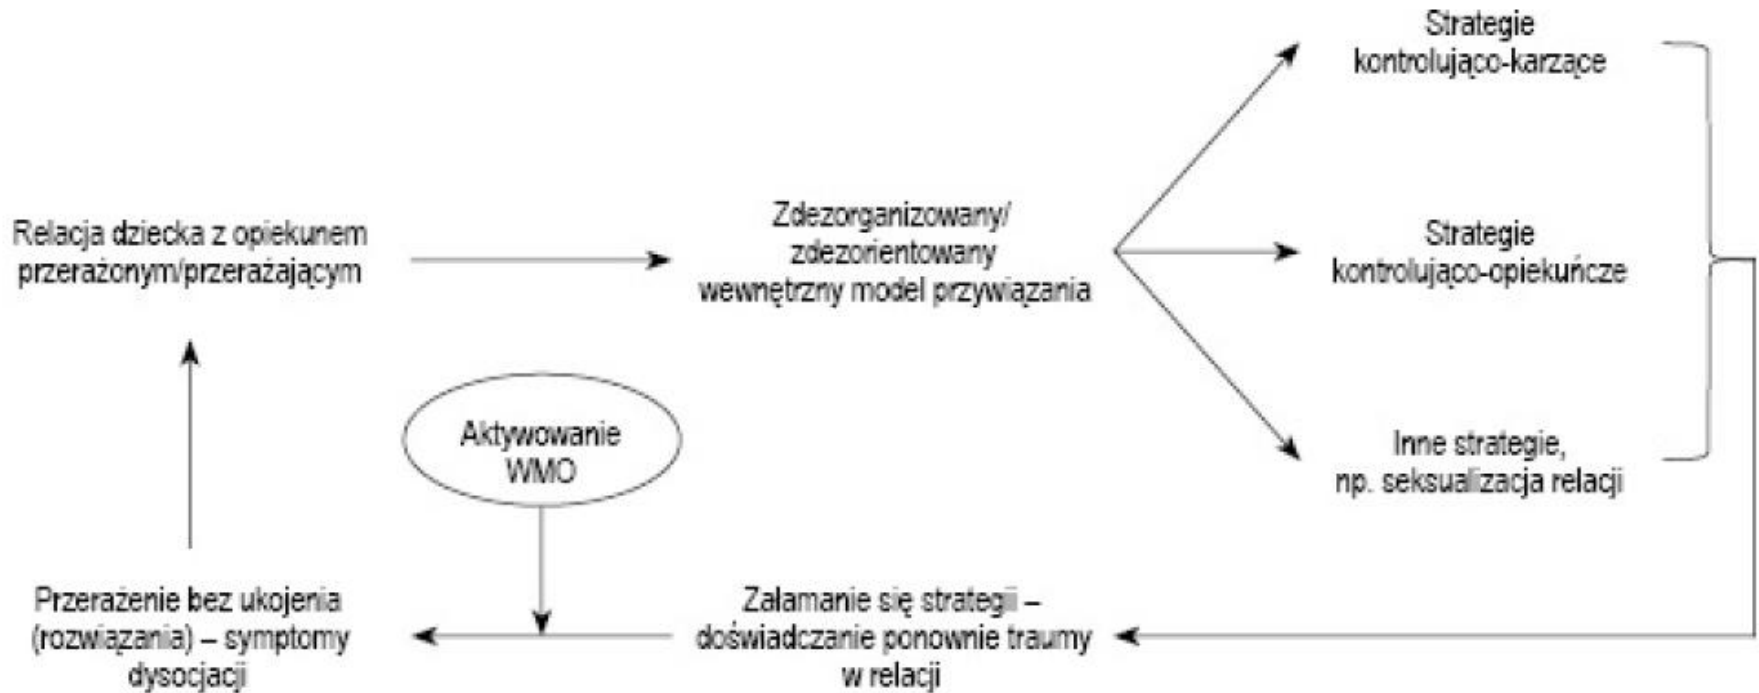 Strategie
kontrolująco-karzące
Relacja dziecka z opiekunem
przerażonym/przerażającym
Zdezorganizowany/
zdezorientowany
wewnętrzny model przywiązania
Strategie
kontrolująco-opiekuńcze
Aktywowanie
WMO
Inne strategie,
np. seksualizacja relacji
Przerażenie bez ukojenia
(rozwiązania) – symptomy
dysocjacji
Załamanie się strategii –
doświadczanie ponownie traumy
w relacji